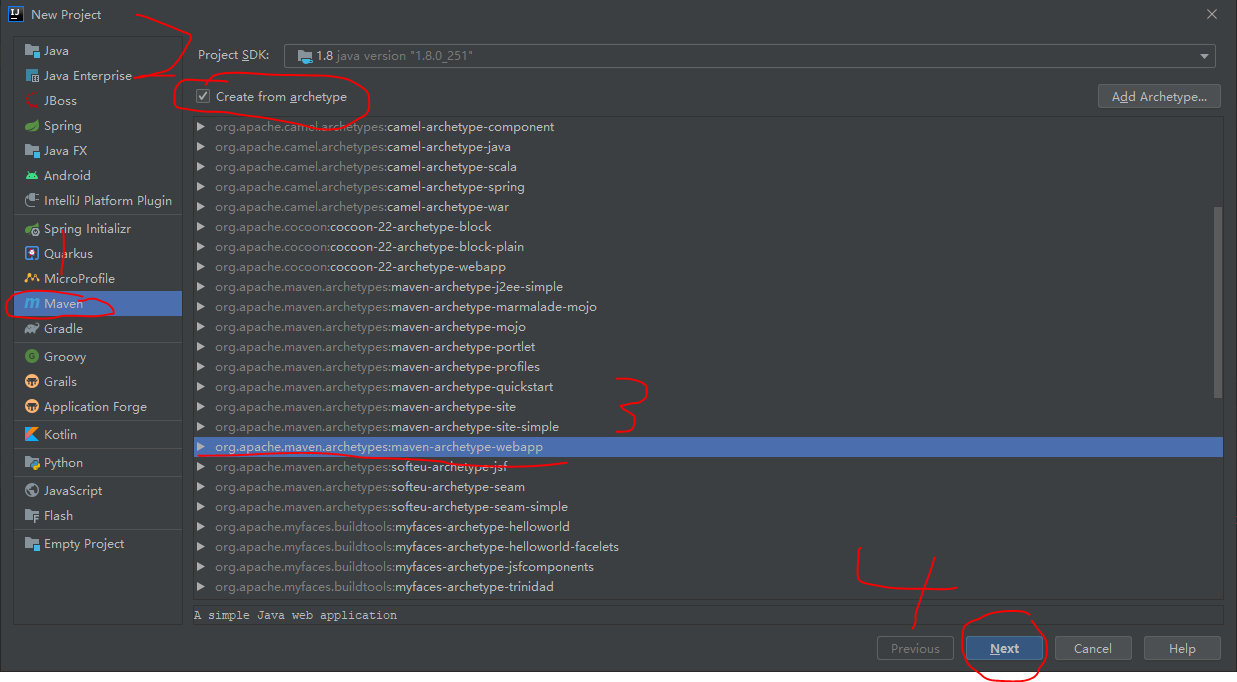 New Project
Java
Java Enterprise
JBoss
Spring
Java FX
Android
IntelliJ Platform Plugin
Spring Initializr
Quarkus
MicroProfile
Maven
Gradle
Groovy
Grails
Application Forge
Kotlin
Python
JavaScript
Flash
Empty Project
1
2
Project SDK: 1.8 java version "1.8.0_251"
Create from archetype Add Archetype...
org.apache.camel.archetypes:camel-archetype-component
org.apache.camel.archetypes:camel-archetype-java
org.apache.camel.archetypes:camel-archetype-scala
org.apache.camel.archetypes:camel-archetype-spring
org.apache.camel.archetypes:camel-archetype-war
org.apache.cocoon:cocoon-22-archetype-block
org.apache.cocoon:cocoon-22-archetype-block-plain
org.apache.cocoon:cocoon-22-archetype-webapp
org.apache.maven.archetypes:maven-archetype-j2ee-simple
org.apache.maven.archetypes:maven-archetype-marmalade-mojo
org.apache.maven.archetypes:maven-archetype-mojo
org.apache.maven.archetypes:maven-archetype-portlet
org.apache.maven.archetypes:maven-archetype-profiles
org.apache.maven.archetypes:maven-archetype-quickstart
org.apache.maven.archetypes:maven-archetype-site
org.apache.maven.archetypes:maven-archetype-site-simple
3
org.apache.maven.archetypes:maven-archetype-webapp
org.apache.maven.archetypes:softeu-archetype-jsf
org.apache.maven.archetypes:softeu-archetype-seam
org.apache.maven.archetypes:softeu-archetype-seam-simple
org.apache.myfaces.buildtools:myfaces-archetype-helloworld
org.apache.myfaces.buildtools:myfaces-archetype-helloworld-facelets
org.apache.myfaces.buildtools:myfaces-archetype-jsfcomponents
org.apache.myfaces.buildtools:myfaces-archetype-trinidad
4
A simple Java web application
Previous Next Cancel Help